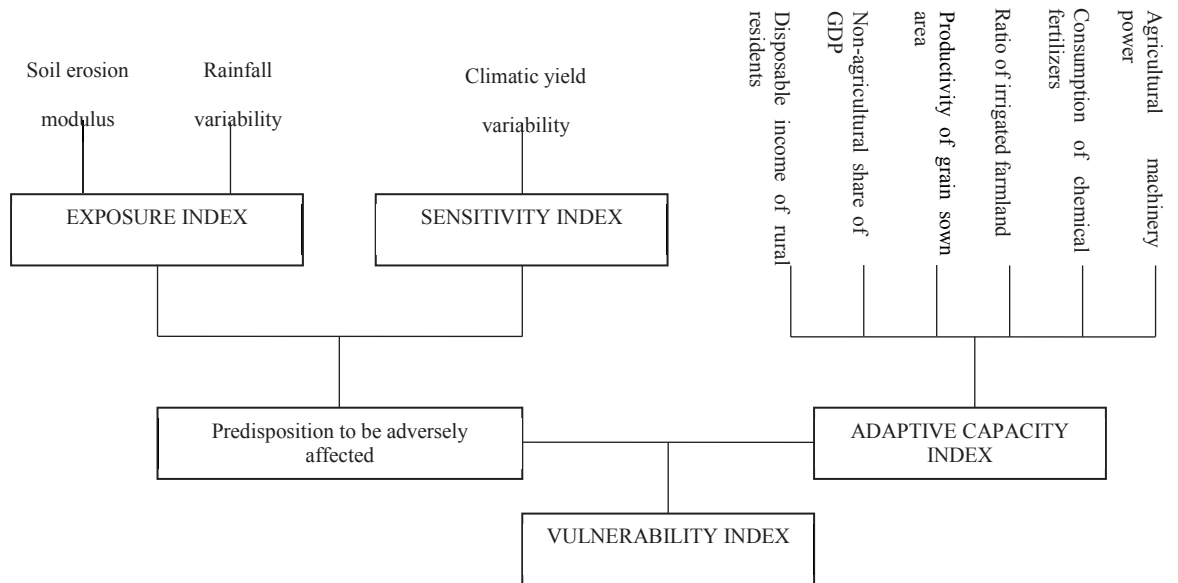 Soil erosion
modulus
Rainfall
variability
Climatic yield
variability
Disposable income of rural
residents
Non-agricultural share of
GDP
Productivity of grain sown
area
Ratio of irrigated farmland
Consumption of chemical
fertilizers
Agricultural machinery
power
EXPOSURE INDEX
SENSITIVITY INDEX
Predisposition to be adversely
affected
ADAPTIVE CAPACITY
INDEX
VULNERABILITY INDEX